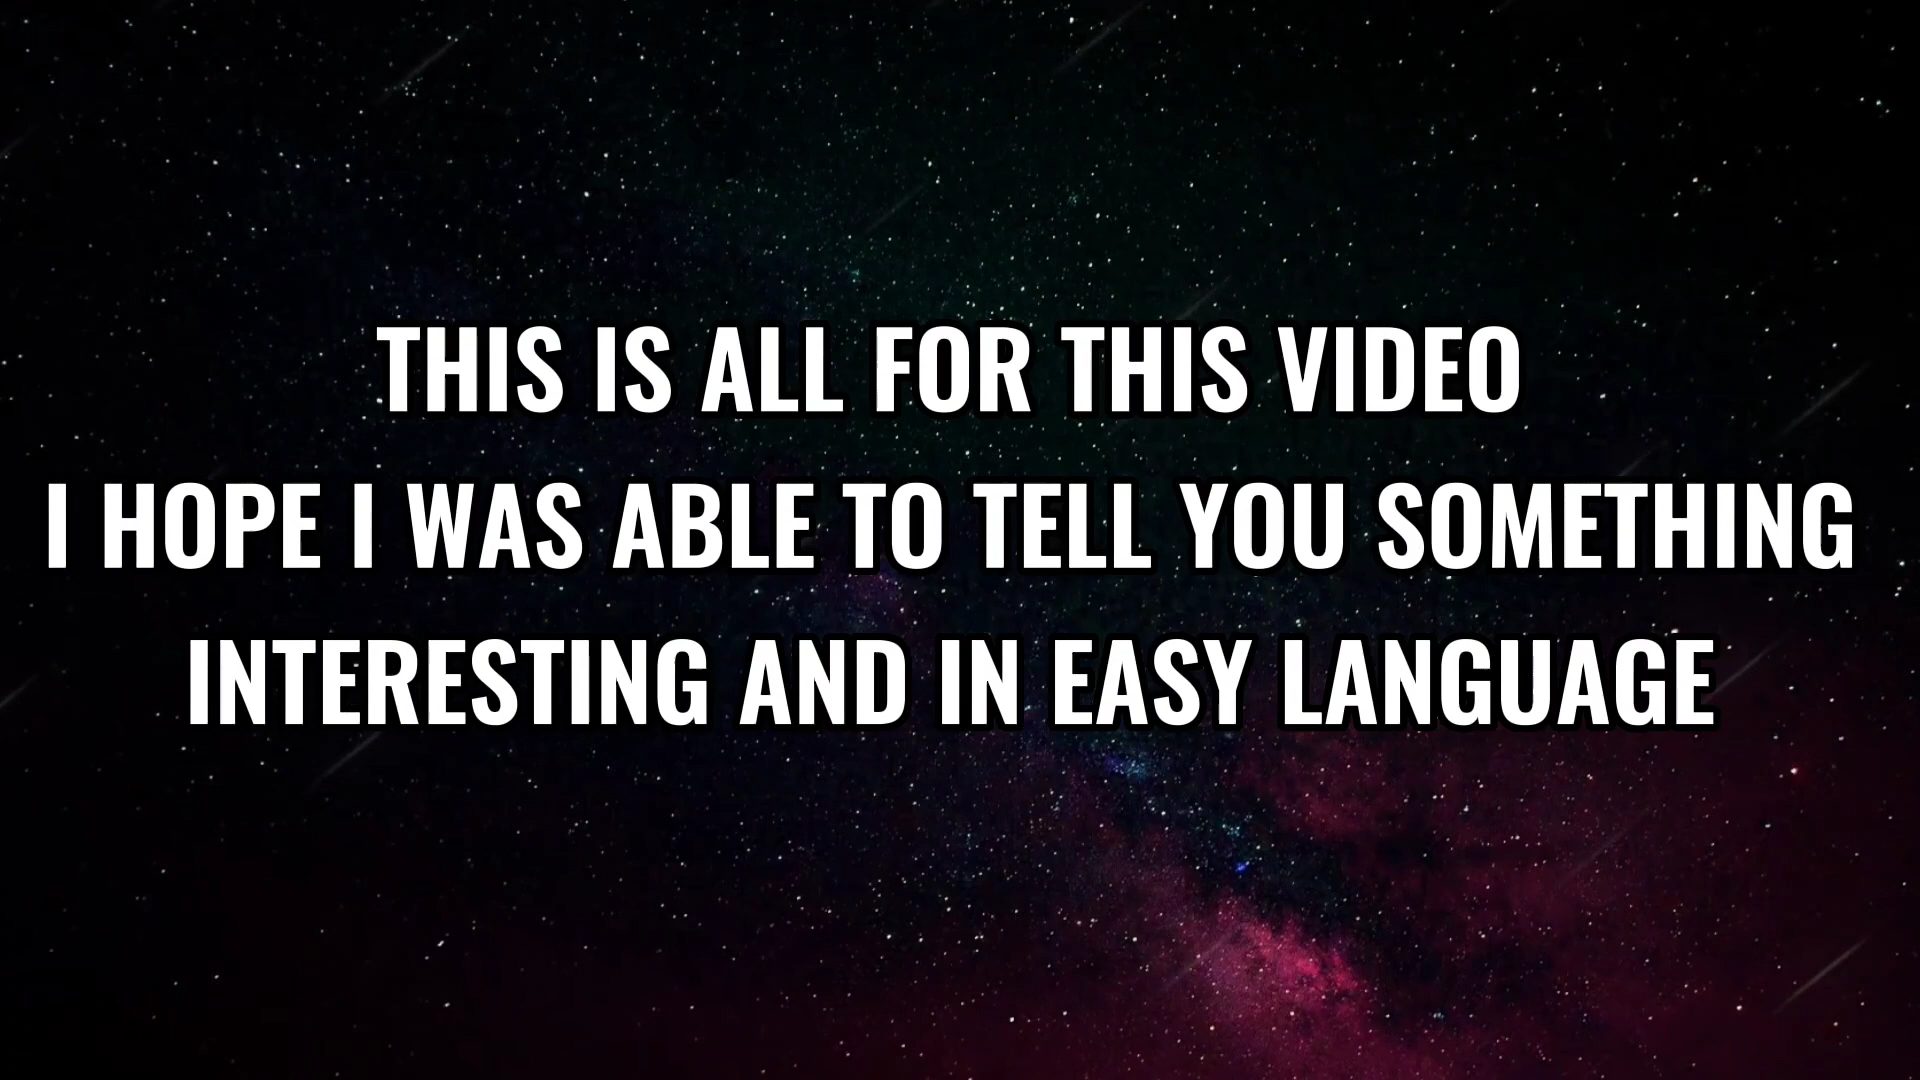 THIS IS ALL FOR THIS VIDEO
I HOPE I WAS ABLE TO TELL YOU SOMETHING
INTERESTING AND IN EASY LANGUAGE